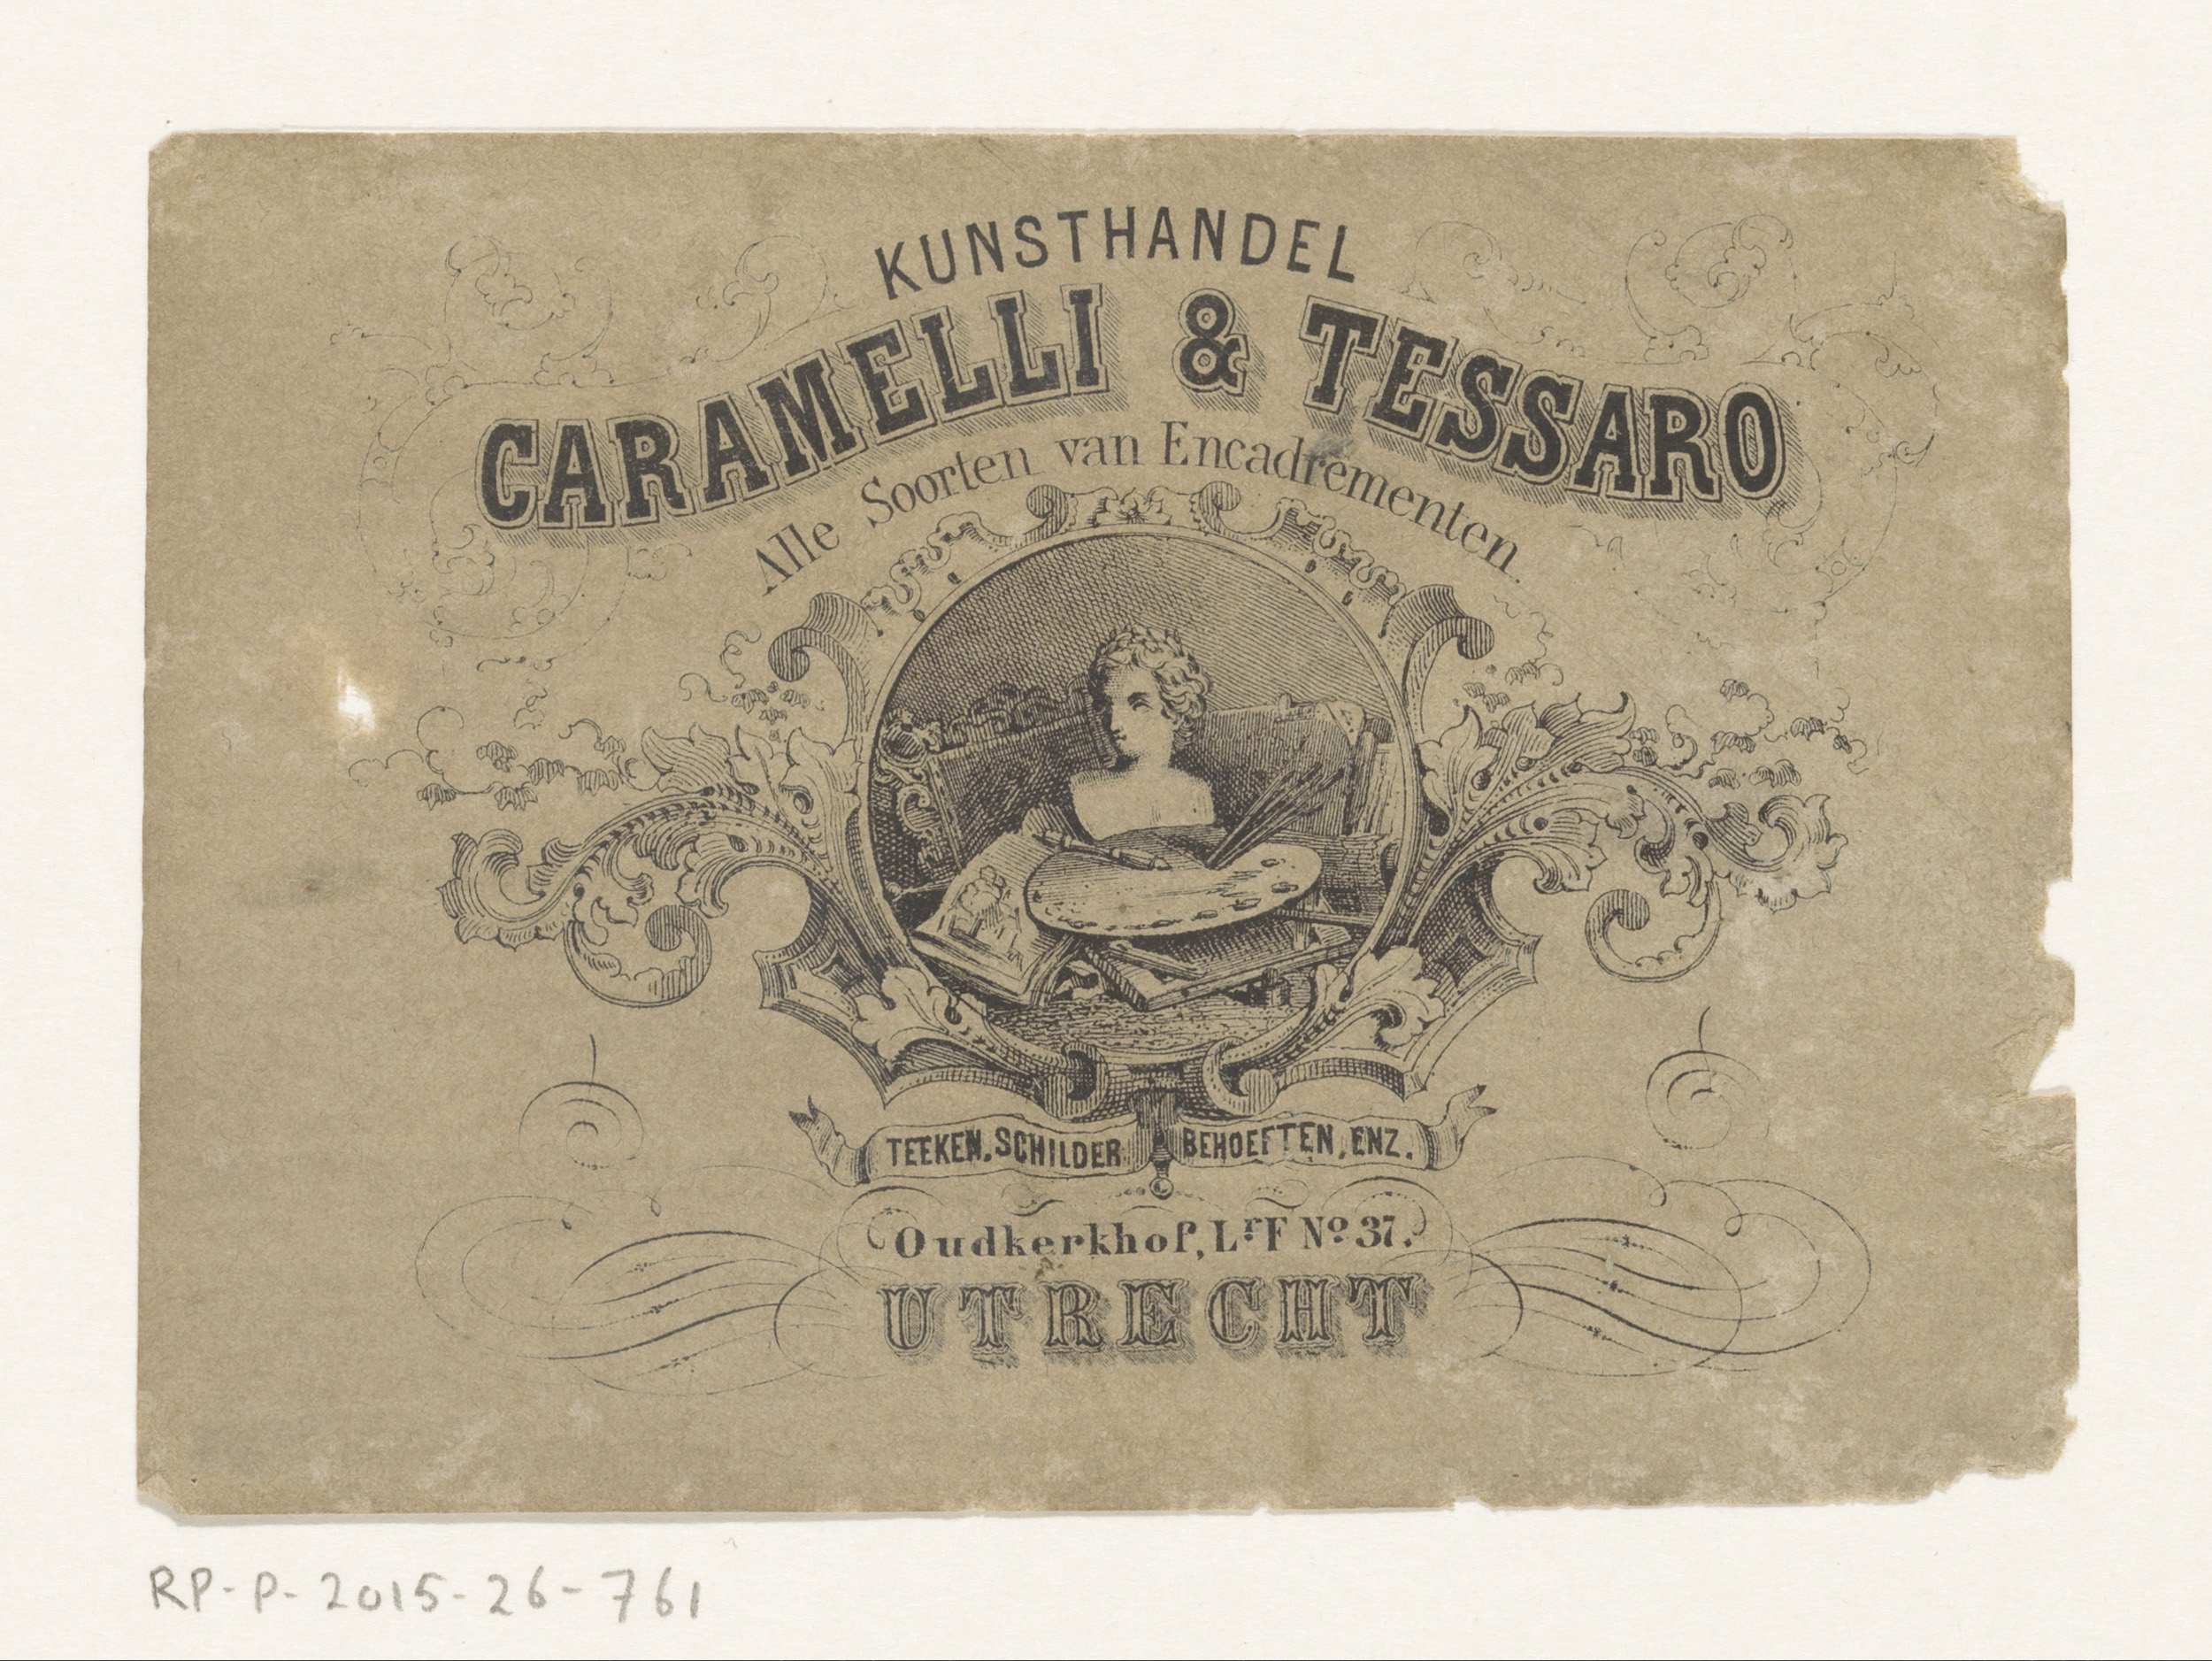 KUNSTHANDEL
CARAMELLI & TESSARO
Alle Soorten van Encadrementen.
TEEKEN, SCHILDER BEHOEFTEN, ENZ.
Oudkerkhof, Lr. F No. 37.
UTRECHT
RP-P-2015-26-761